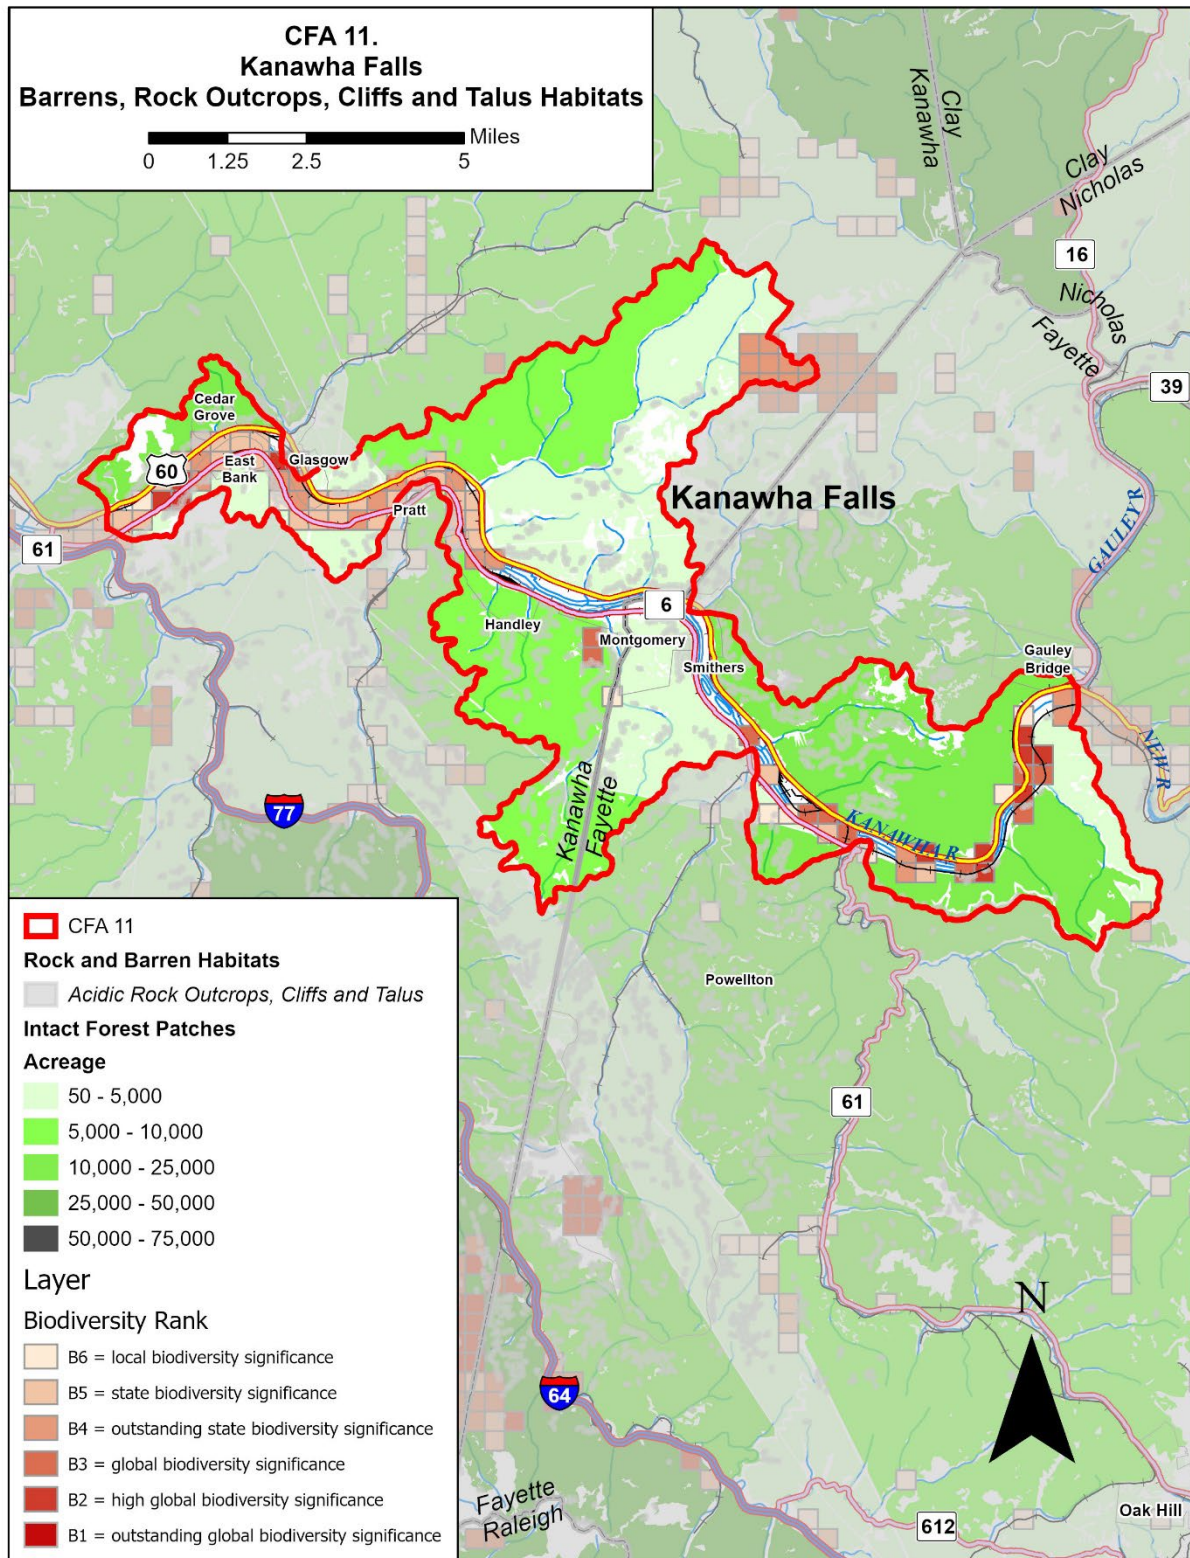 CFA 11.
Kanawha Falls
Barrens, Rock Outcrops, Cliffs and Talus Habitats
Miles
0 1.25 2.5 5
Clay
Kanawha
Clay
Nicholas
16
Nicholas
Fayette
39
Cedar
Grove
60
East
Bank
Glasgow
Kanawha Falls
Pratt
61
GAULEY R
6
Handley
Montgomery
Smithers
Gauley
Bridge
NEW R
77
Kanawha
Fayette
KANAWHA R
Powellton
61
64
Fayette
Raleigh
612
Oak Hill
N
CFA 11
Rock and Barren Habitats
Acidic Rock Outcrops, Cliffs and Talus
Intact Forest Patches
Acreage
50 - 5,000
5,000 - 10,000
10,000 - 25,000
25,000 - 50,000
50,000 - 75,000
Layer
Biodiversity Rank
B6 = local biodiversity significance
B5 = state biodiversity significance
B4 = outstanding state biodiversity significance
B3 = global biodiversity significance
B2 = high global biodiversity significance
B1 = outstanding global biodiversity significance